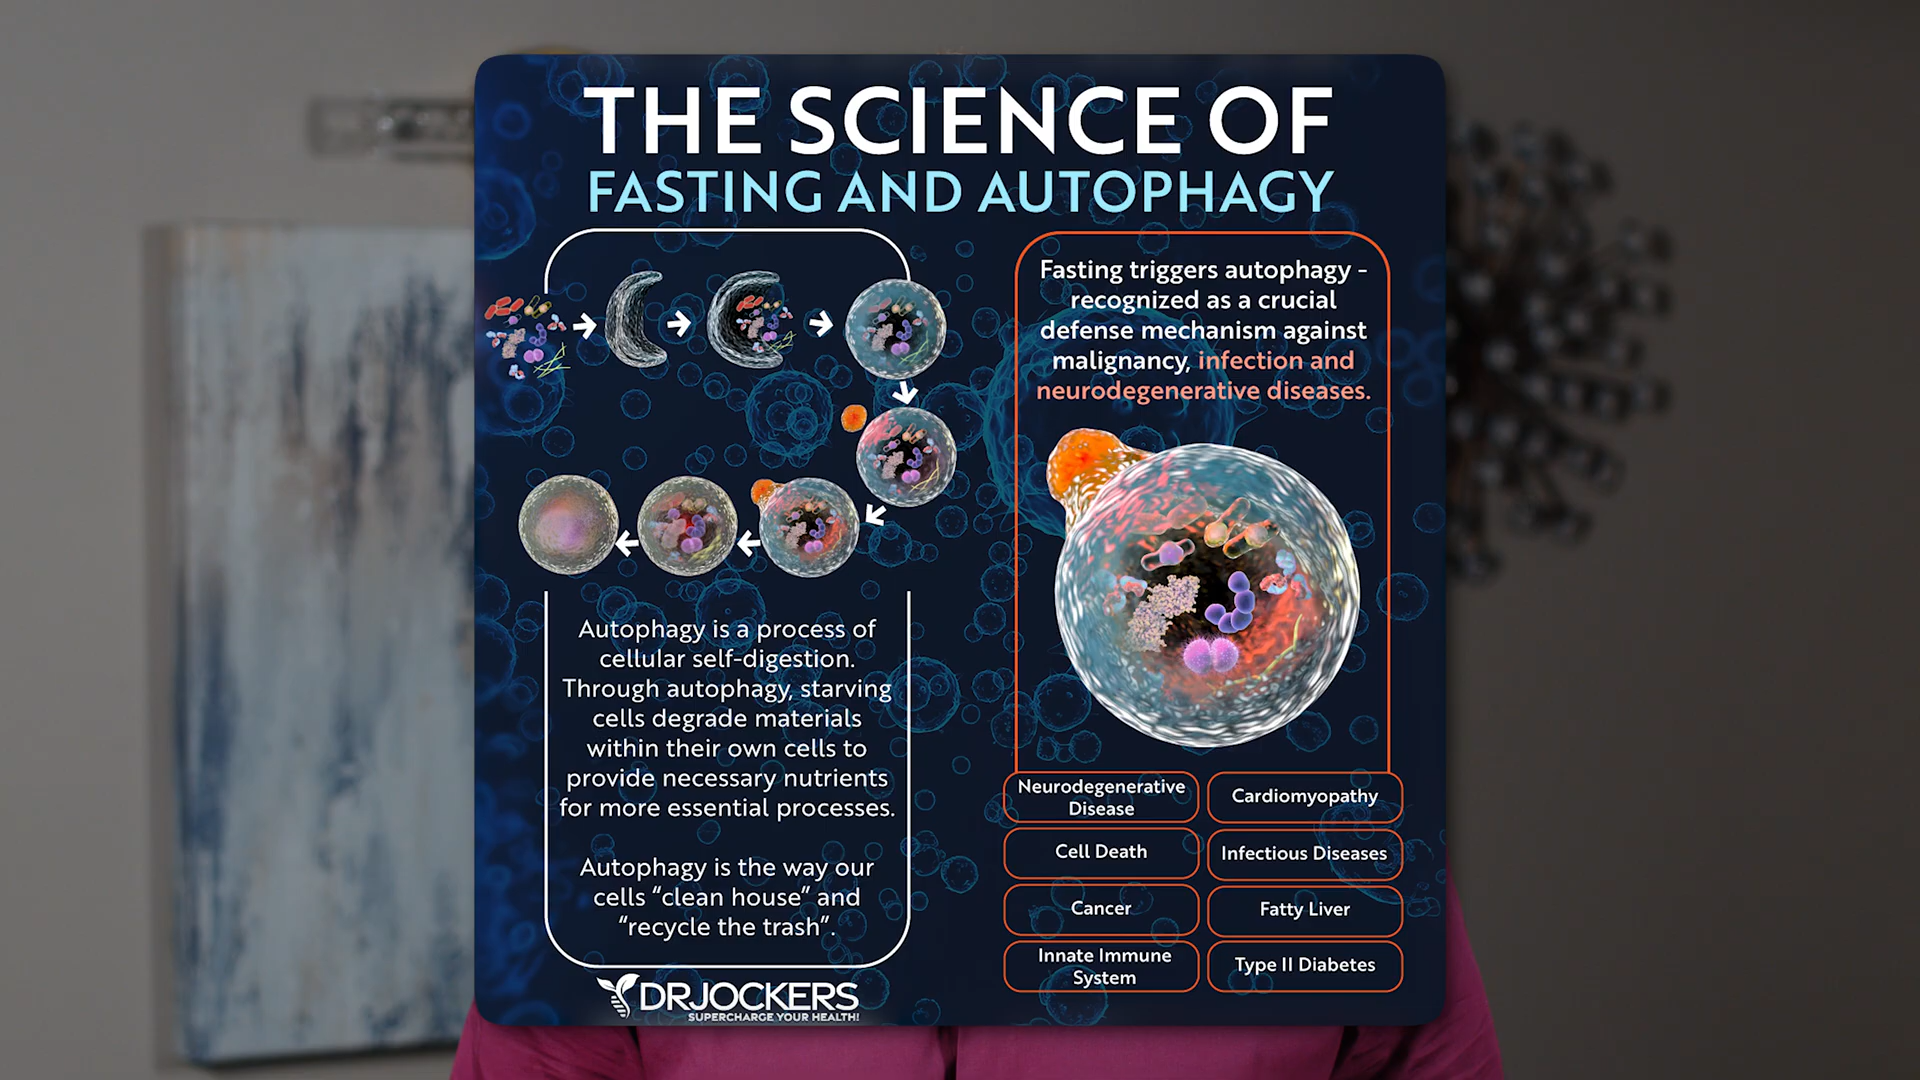 THE SCIENCE OF
FASTING AND AUTOPHAGY
Autophagy is a process of
cellular self-digestion.
Through autophagy, starving
cells degrade materials
within their own cells to
provide necessary nutrients
for more essential processes.
Autophagy is the way our
cells “clean house” and
“recycle the trash”.
DRJOCKERS
SUPERCHARGE YOUR HEALTH!
Fasting triggers autophagy -
recognized as a crucial
defense mechanism against
malignancy, infection and
neurodegenerative diseases.
Neurodegenerative
Disease
Cardiomyopathy
Cell Death
Infectious Diseases
Cancer
Fatty Liver
Innate Immune
System
Type II Diabetes